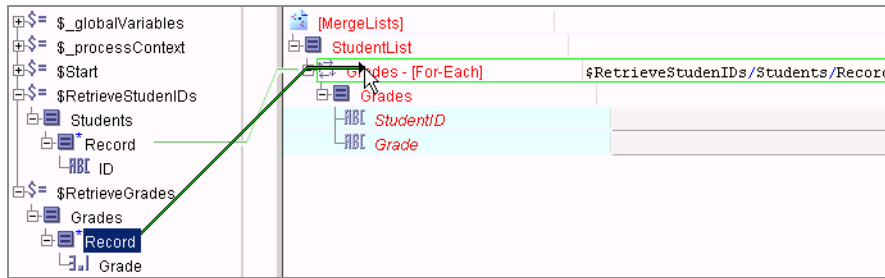 $_globalVariables
$_processContext
$Start
$RetrieveStudenIDs
Students
Record
ID
$RetrieveGrades
Grades
Record
Grade
[MergeLists]
StudentList
Grades - [For-Each] $RetrieveStudenIDs/Students/Record
Grades
StudentID
Grade